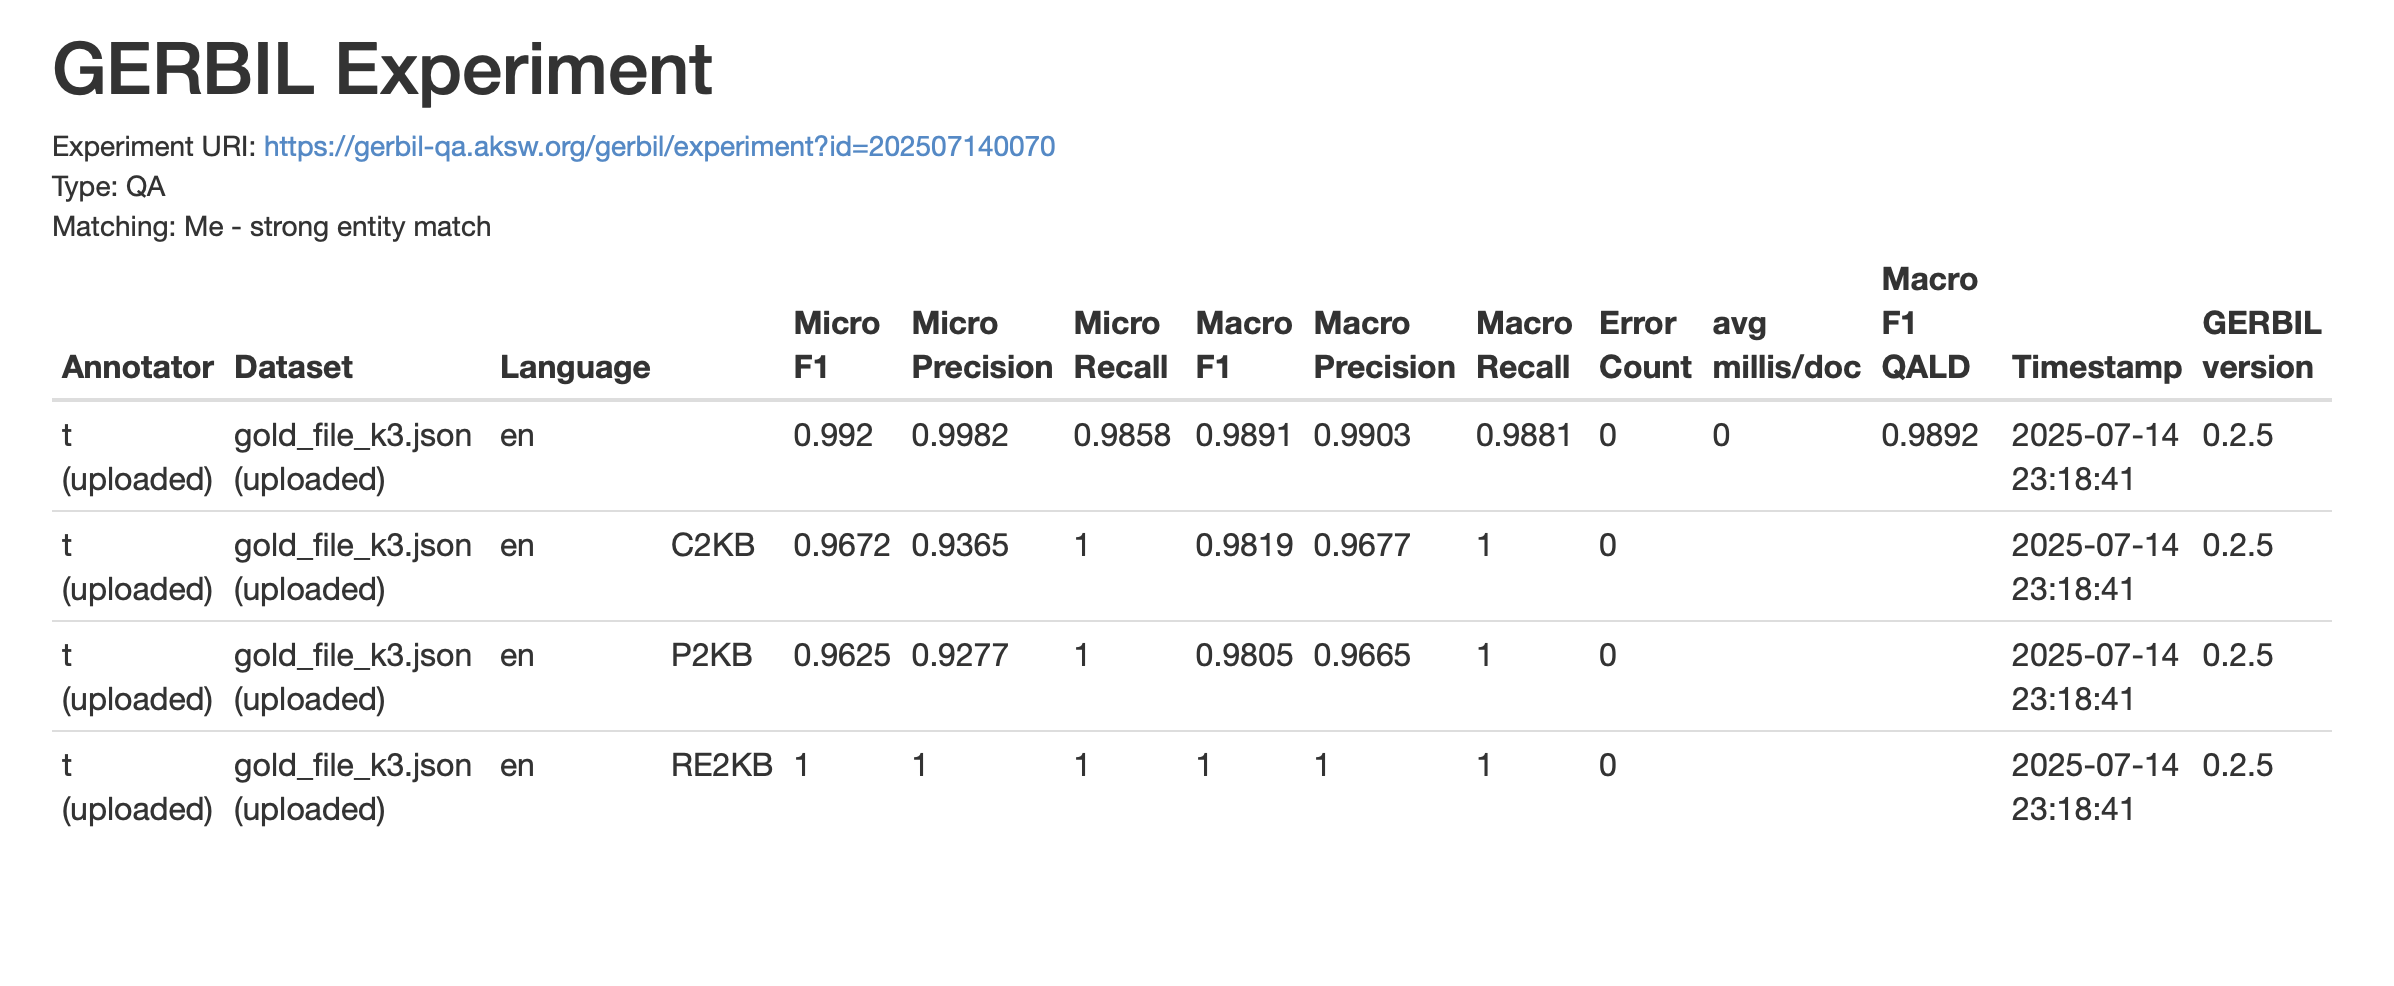 GERBIL Experiment
Experiment URI: https://gerbil-qa.aksw.org/gerbil/experiment?id=202507140070
Type: QA
Matching: Me - strong entity match
Annotator Dataset Language Micro F1 Micro Precision Micro Recall Macro F1 Macro Precision Macro Recall Error Count avg millis/doc Macro F1 QALD Timestamp GERBIL version
t (uploaded) gold_file_k3.json (uploaded) en 0.992 0.9982 0.9858 0.9891 0.9903 0.9881 0 0 0.9892 2025-07-14 23:18:41 0.2.5
t (uploaded) gold_file_k3.json (uploaded) en C2KB 0.9672 0.9365 1 0.9819 0.9677 1 0 2025-07-14 23:18:41 0.2.5
t (uploaded) gold_file_k3.json (uploaded) en P2KB 0.9625 0.9277 1 0.9805 0.9665 1 0 2025-07-14 23:18:41 0.2.5
t (uploaded) gold_file_k3.json (uploaded) en RE2KB 1 1 1 1 1 1 0 2025-07-14 23:18:41 0.2.5